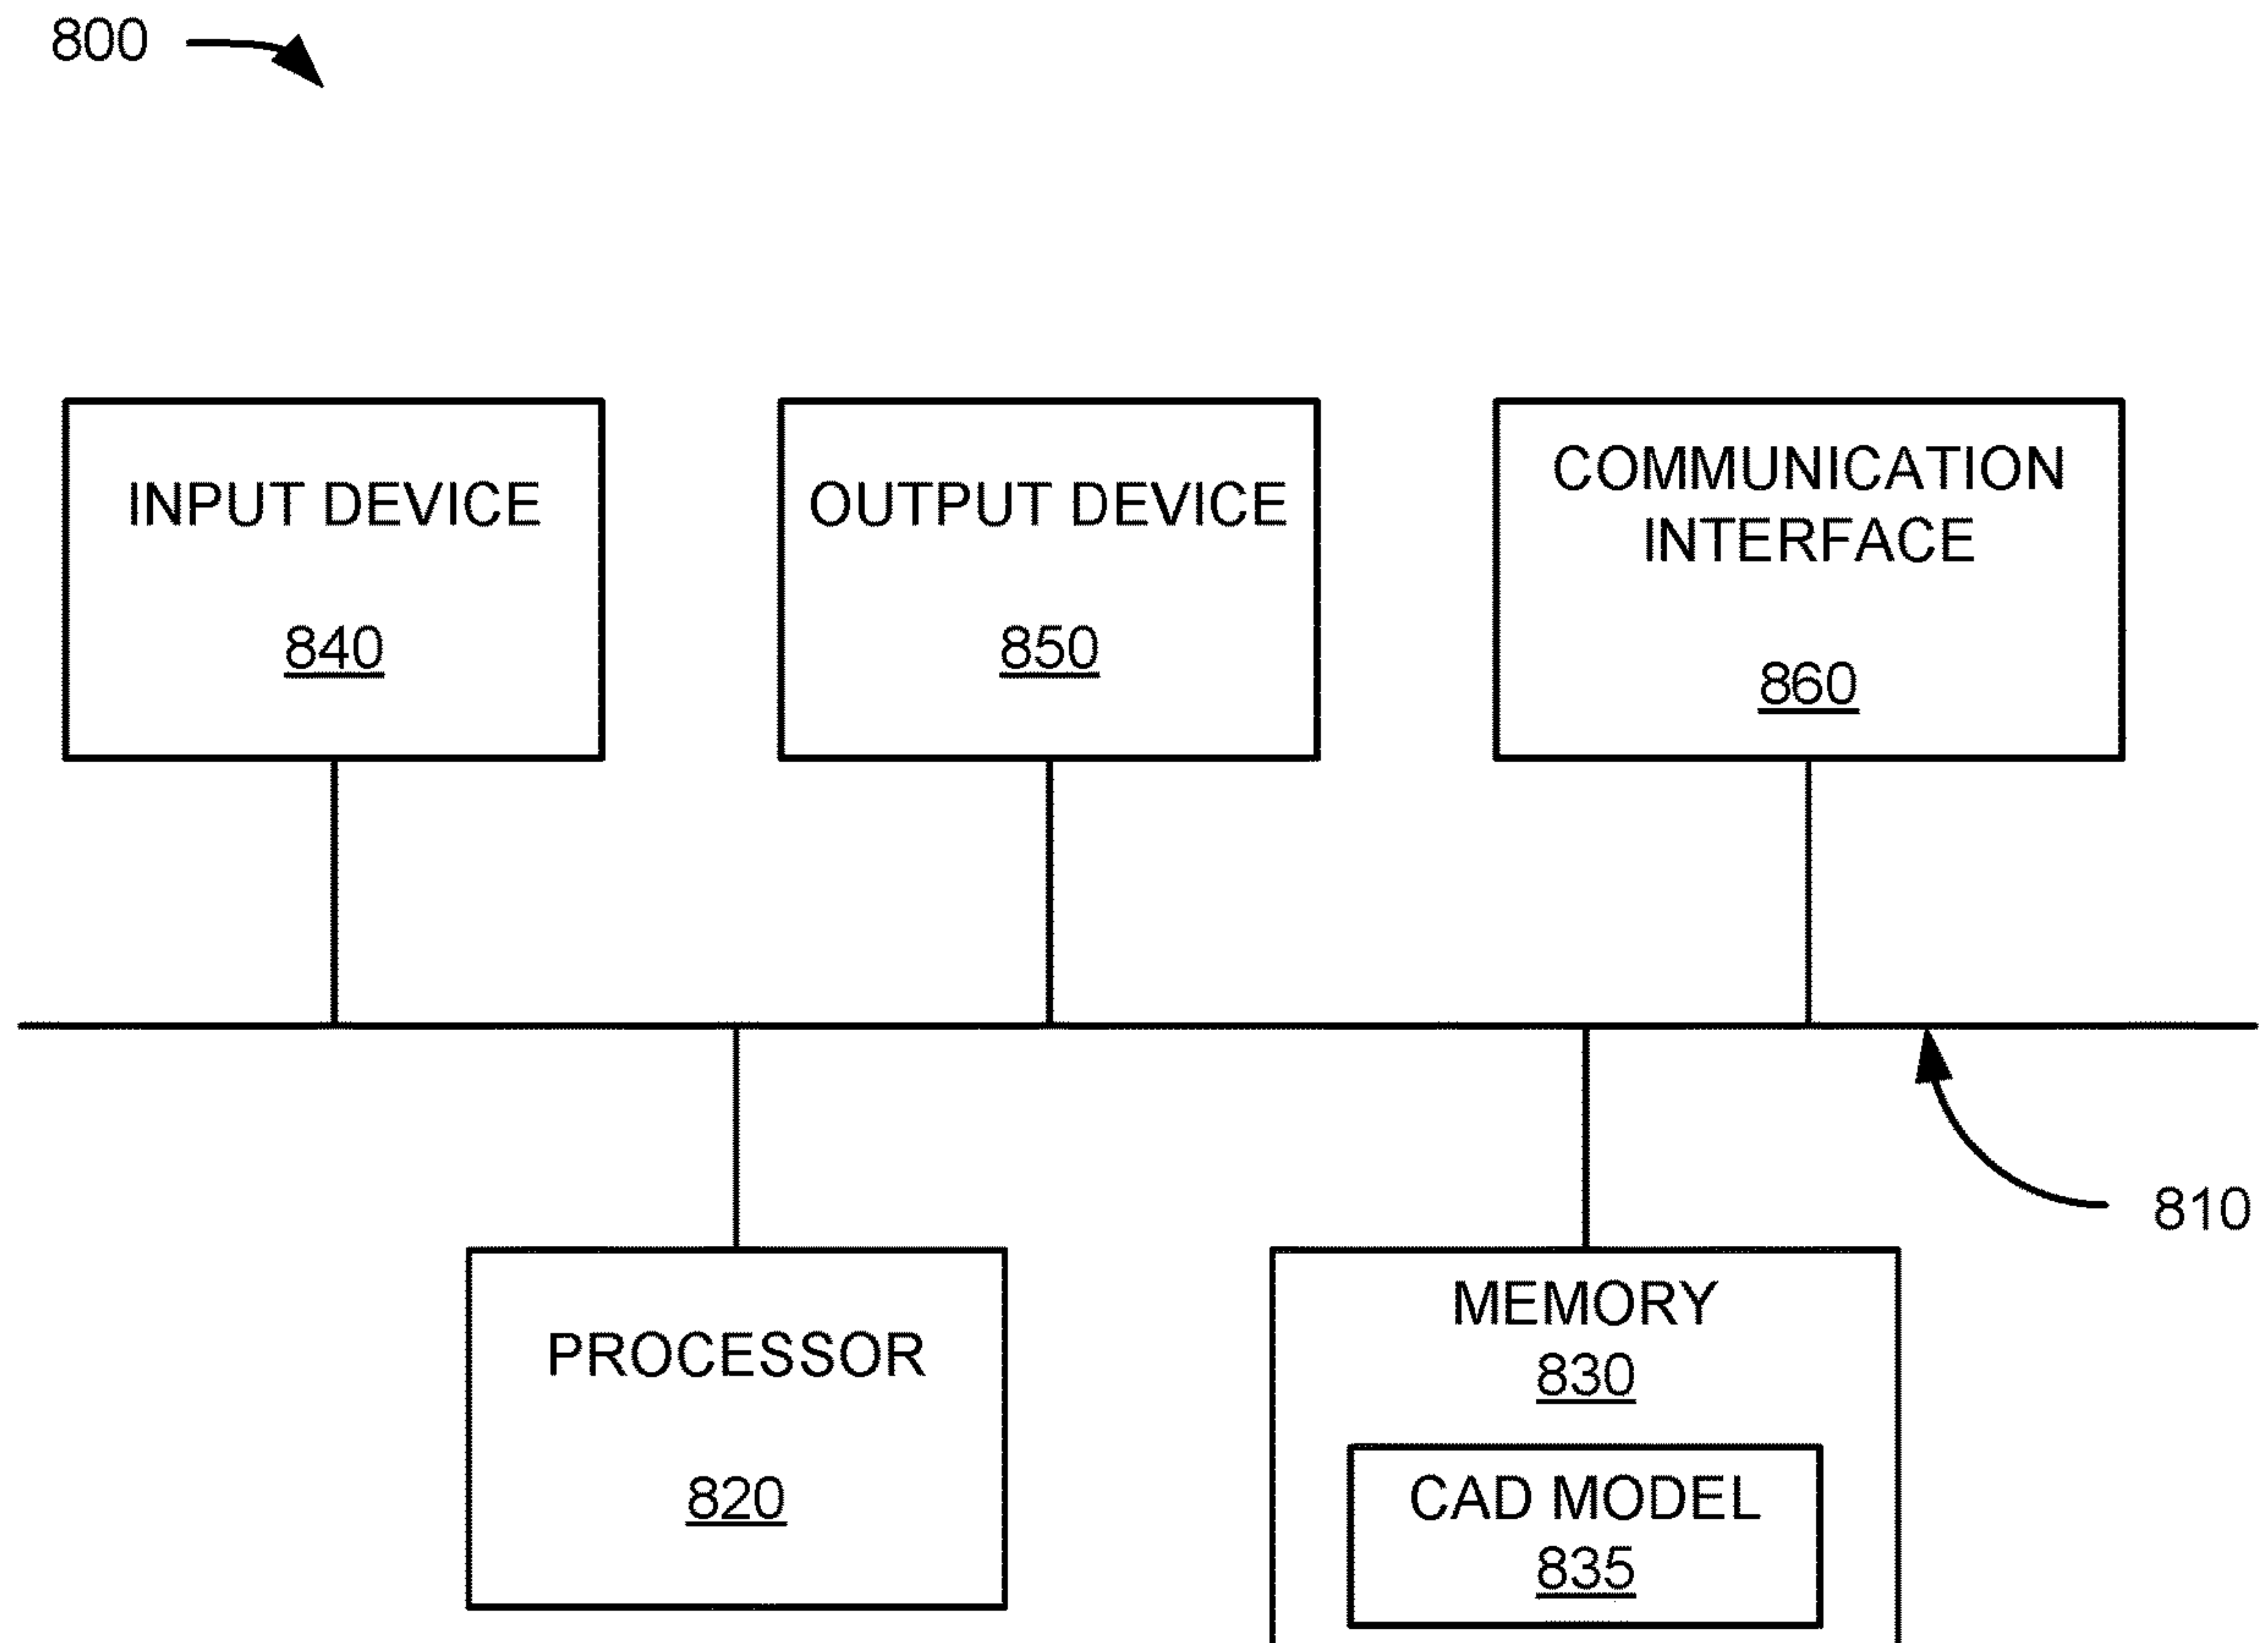 800
INPUT DEVICE
840
OUTPUT DEVICE
850
COMMUNICATION
INTERFACE
860
810
PROCESSOR
820
MEMORY
830
CAD MODEL
835